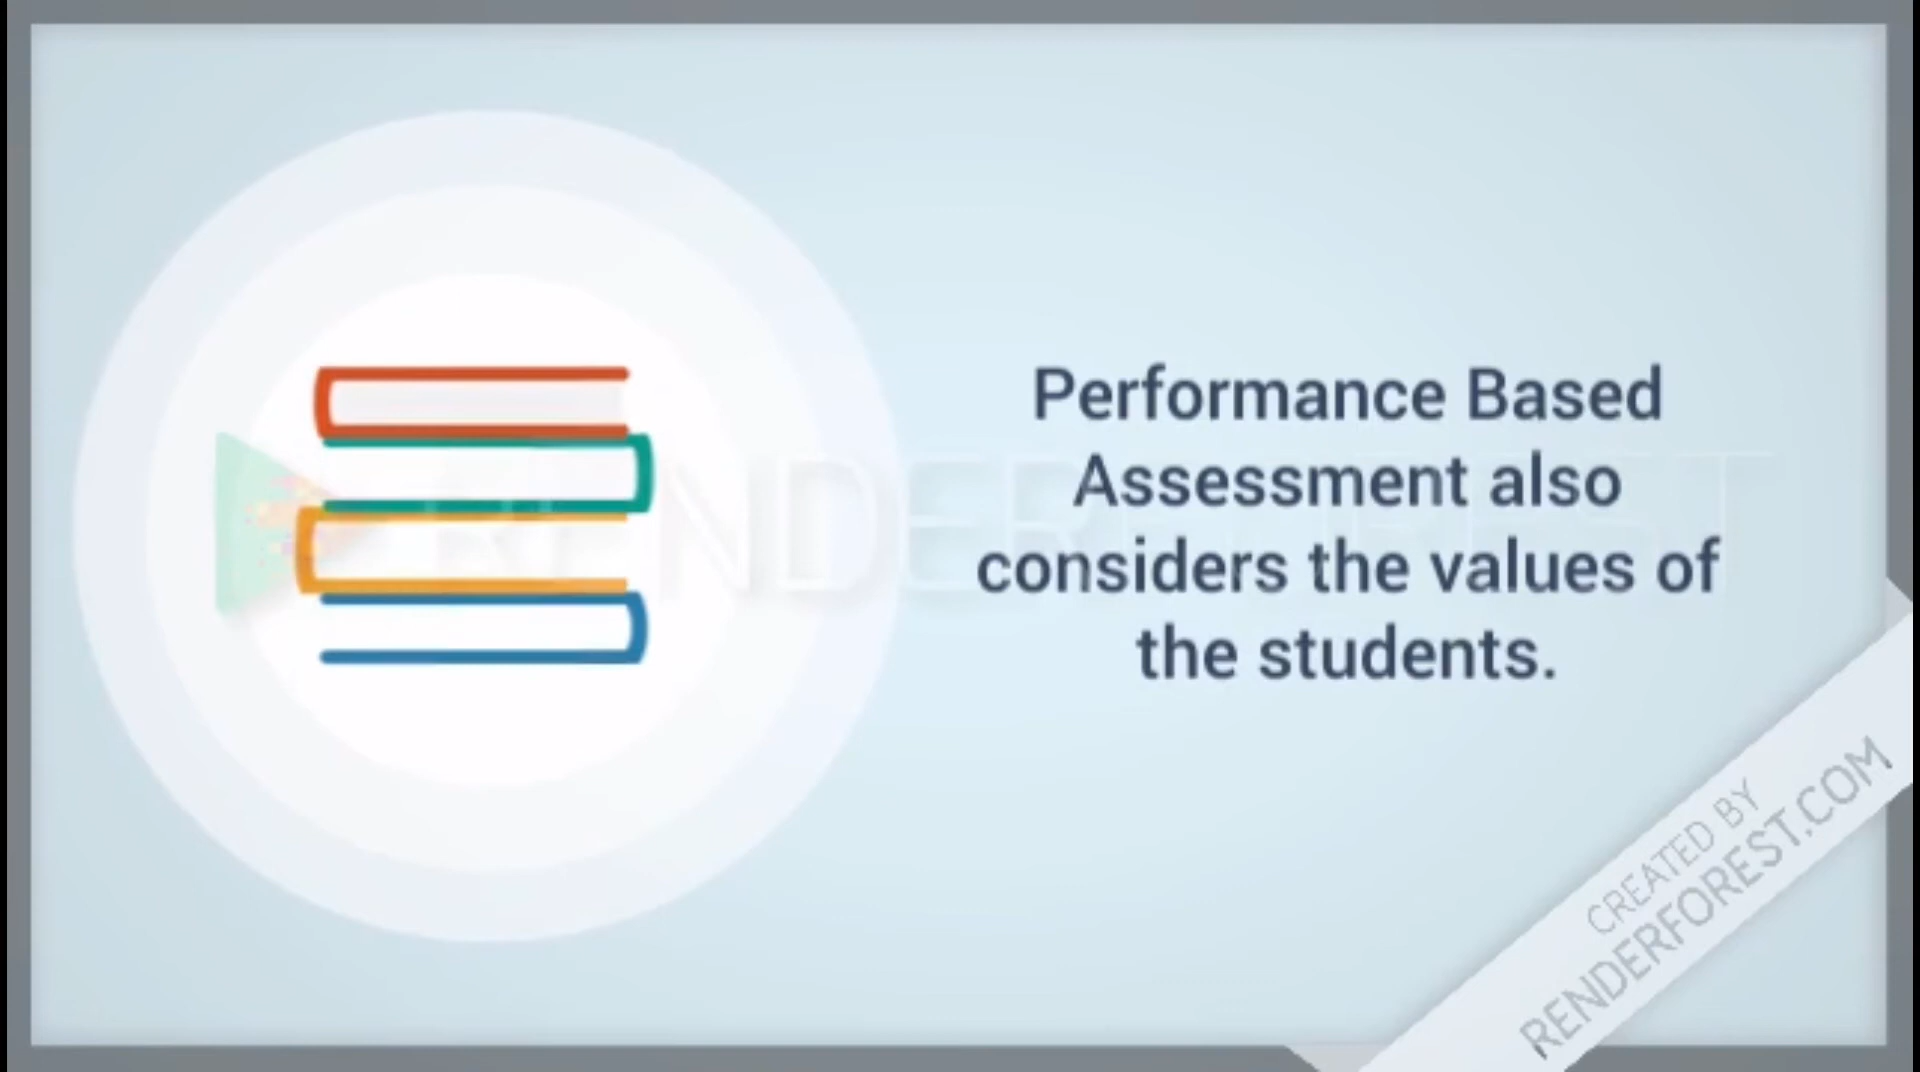 Performance Based
Assessment also
considers the values of
the students.
CREATED BY
RENDERFOREST.COM